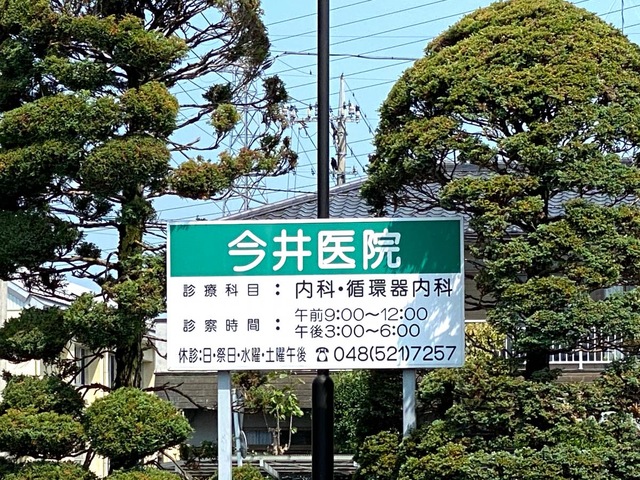 今井医院
診療科目：内科・循環器内科
診察時間：午前9:00〜12:00
午後3:00〜6:00
休診：日・祭日・水曜・土曜午後 ☎048(521)7257